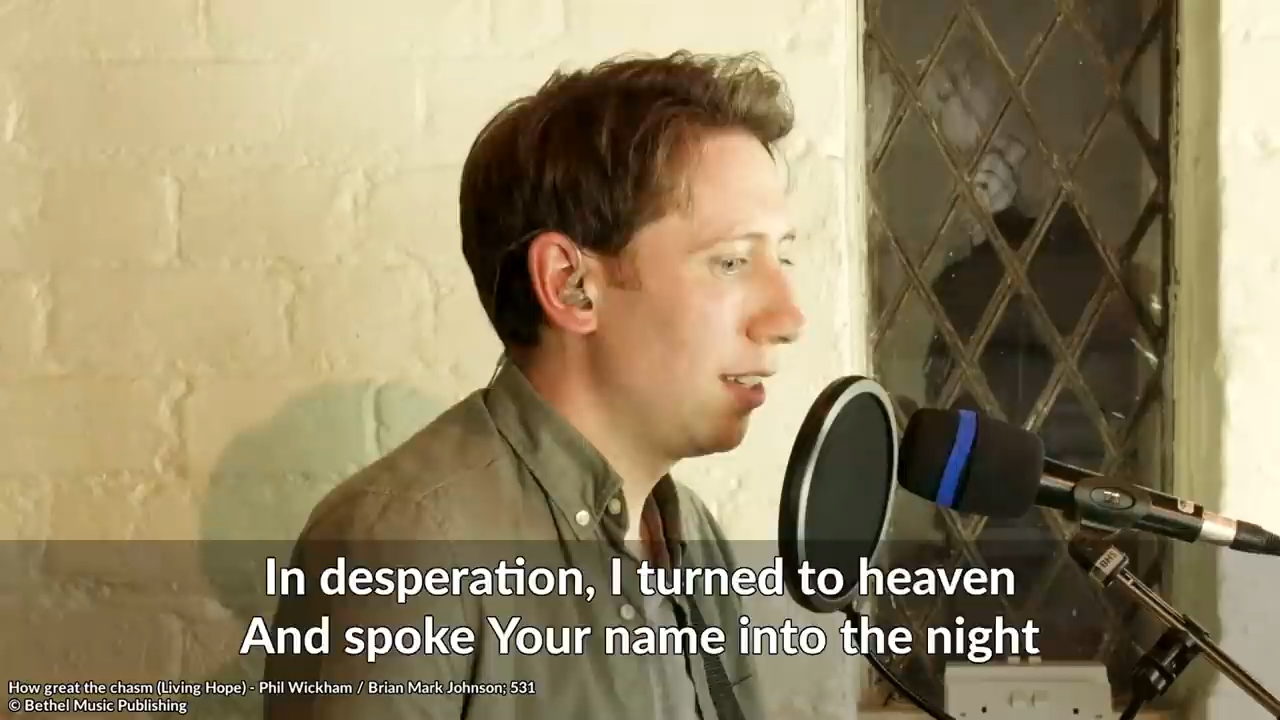 In desperation, I turned to heaven
And spoke Your name into the night
How great the chasm (Living Hope) - Phil Wickham / Brian Mark Johnson; 531
© Bethel Music Publishing